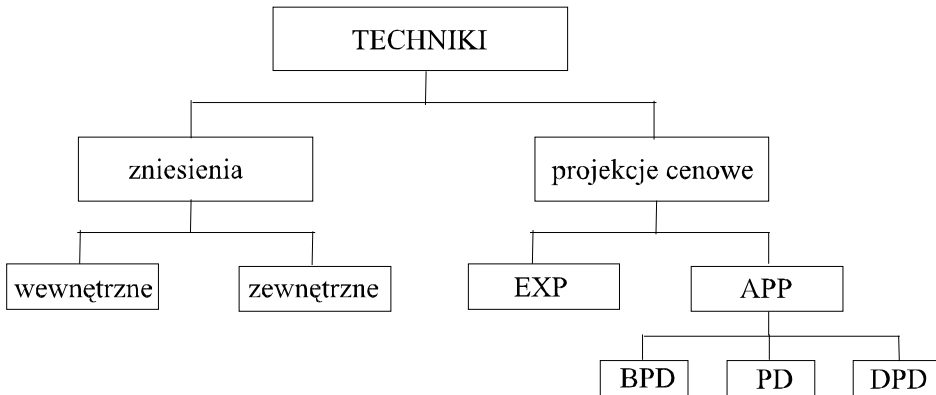 TECHNIKI
zniesienia
projekcje cenowe
wewnętrzne
zewnętrzne
EXP
APP
BPD
PD
DPD